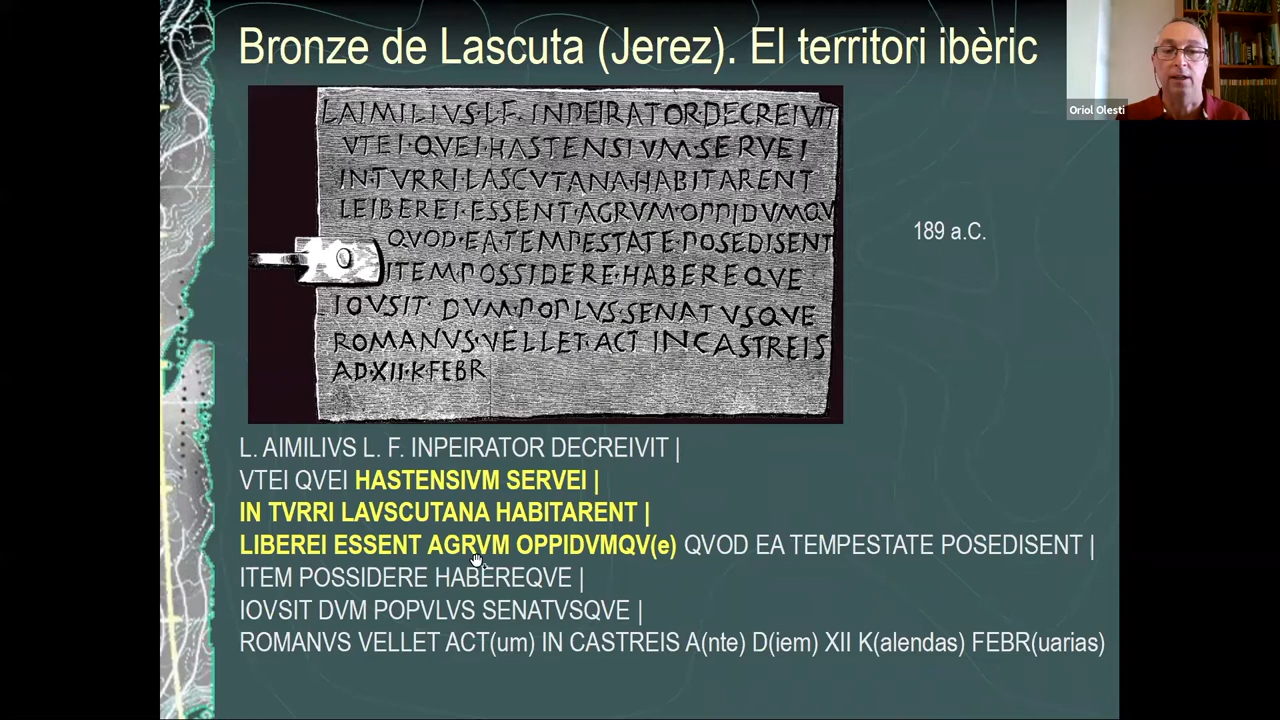 Bronze de Lascuta (Jerez). El territori ibèric
Oriol Olesti
L·AIMILIVS·L·F·INPEIRATOR DECREIVIT
VTEI·QVEI·HASTENSIVM·SERVEI
IN·TVRRI·LASCVTANA·HABITARENT
LEIBEREI·ESSENT·AGRVM·OPPIDVMQV
QVOD·EA·TEMPESTATE·POSEDISENT
ITEM·POSSIDERE·HABEREQVE
IOVSIT·DVM·POPLVS·SENATVSQVE
ROMANVS·VELLET·ACT IN CASTREIS
AD·XII·K·FEBR
189 a.C.
L. AIMILIVS L. F. INPEIRATOR DECREIVIT |
VTEI QVEI HASTENSIVM SERVEI |
IN TVRRI LAVSCUTANA HABITARENT |
LIBEREI ESSENT AGRVM OPPIDVMQV(e) QVOD EA TEMPESTATE POSEDISENT |
ITEM POSSIDERE HABEREQVE |
IOVSIT DVM POPVLVS SENATVSQVE |
ROMANVS VELLET ACT(um) IN CASTREIS A(nte) D(iem) XII K(alendas) FEBR(uarias)